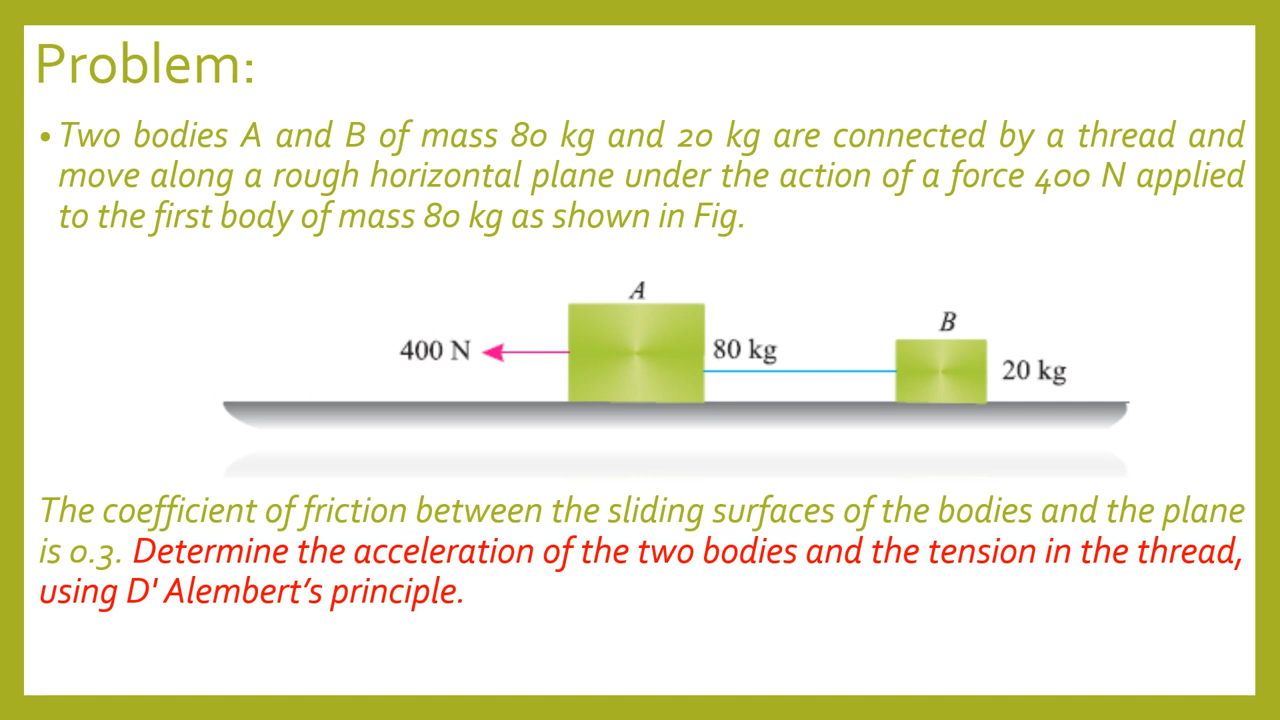 Problem:
• Two bodies A and B of mass 80 kg and 20 kg are connected by a thread and
move along a rough horizontal plane under the action of a force 400 N applied
to the first body of mass 80 kg as shown in Fig.
A
B
400 N
80 kg
20 kg
The coefficient of friction between the sliding surfaces of the bodies and the plane
is 0.3. Determine the acceleration of the two bodies and the tension in the thread,
using D' Alembert’s principle.